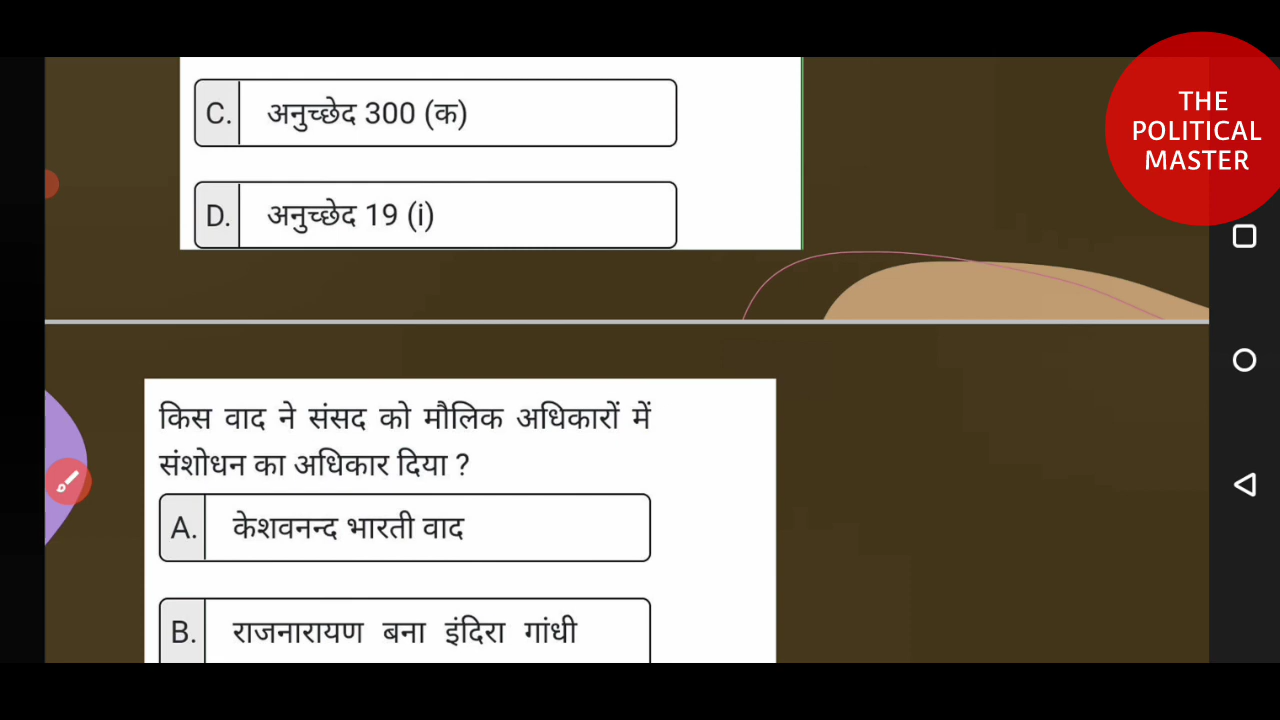 THE
POLITICAL
MASTER
C. अनुच्छेद 300 (क)
D. अनुच्छेद 19 (i)
किस वाद ने संसद को मौलिक अधिकारों में
संशोधन का अधिकार दिया ?
A. केशवनन्द भारती वाद
B. राजनारायण बना इंदिरा गांधी